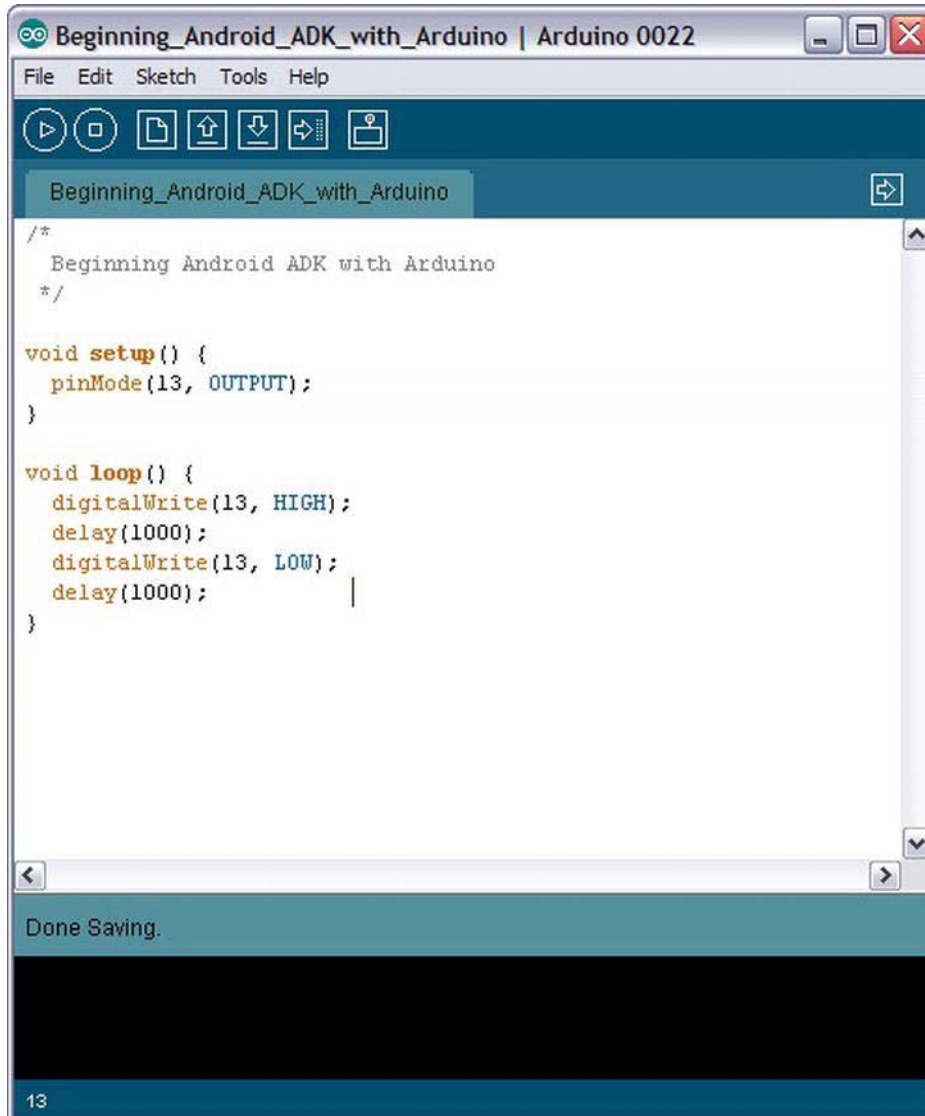 Beginning_Android_ADK_with_Arduino | Arduino 0022
File Edit Sketch Tools Help
Beginning_Android_ADK_with_Arduino
/*
  Beginning Android ADK with Arduino
 */

void setup() {
  pinMode(13, OUTPUT);
}

void loop() {
  digitalWrite(13, HIGH);
  delay(1000);
  digitalWrite(13, LOW);
  delay(1000);
}
Done Saving.
13